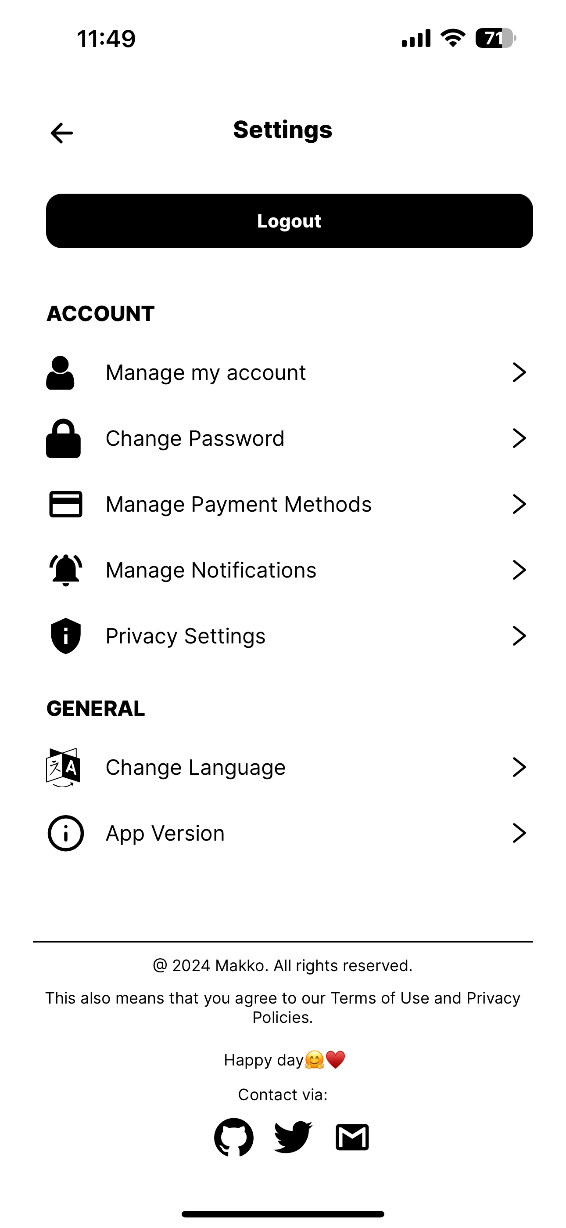 11:49
71
Settings
Logout
ACCOUNT
Manage my account
Change Password
Manage Payment Methods
Manage Notifications
Privacy Settings
GENERAL
Change Language
App Version
@ 2024 Makko. All rights reserved.
This also means that you agree to our Terms of Use and Privacy
Policies.
Happy day🤗♥️
Contact via: